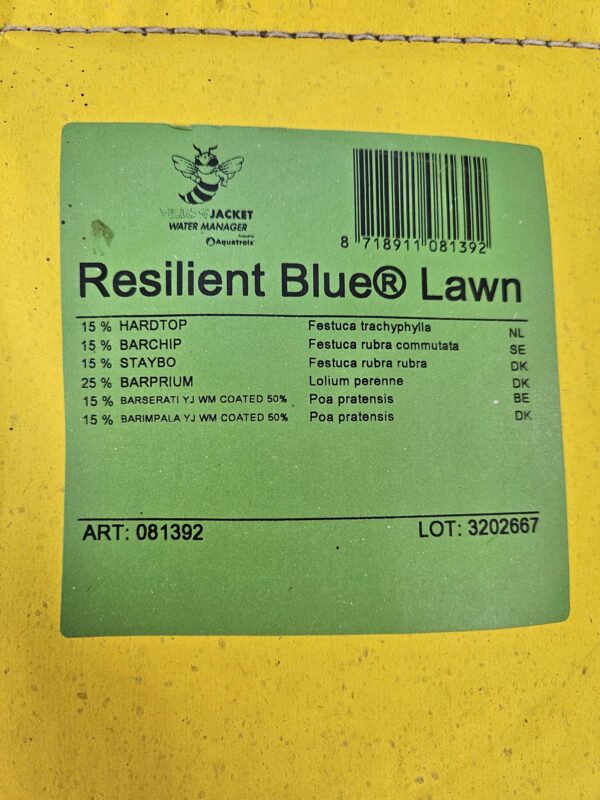 YELLOWJACKET
WATER MANAGER
Aquatrols
8 718911 081392
Resilient Blue® Lawn
15 % HARDTOP Festuca trachyphylla NL
15 % BARCHIP Festuca rubra commutata SE
15 % STAYBO Festuca rubra rubra DK
25 % BARPRIUM Lolium perenne DK
15 % BARSERATI YJ WM COATED 50% Poa pratensis BE
15 % BARIMPALA YJ WM COATED 50% Poa pratensis DK
ART: 081392 LOT: 3202667